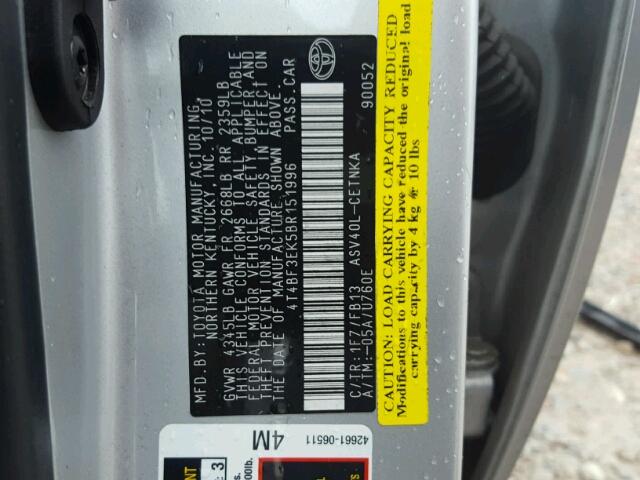 MFD.BY:TOYOTA MOTOR MANUFACTURING,
NORTHERN KENTUCKY, INC. 10/10
GVWR 4345LB GAWR FR 2668LB RR 2359LB
THIS VEHICLE CONFORMS TO ALL APPLICABLE
FEDERAL MOTOR VEHICLE SAFETY, BUMPER AND
THEFT PREVENTION STANDARDS IN EFFECT ON
THE DATE OF MANUFACTURE SHOWN ABOVE.
4T4BF3EK5BR151996 PASS.CAR
C/TR:1F7/FB13 ASV40L-CETNKA
A/TM:-05A/U760E
90052
CAUTION: LOAD CARRYING CAPACITY REDUCED
Modifications to this vehicle have reduced the original load
carrying capacity by 4 kg or 10 lbs
4M
42661-06511
3